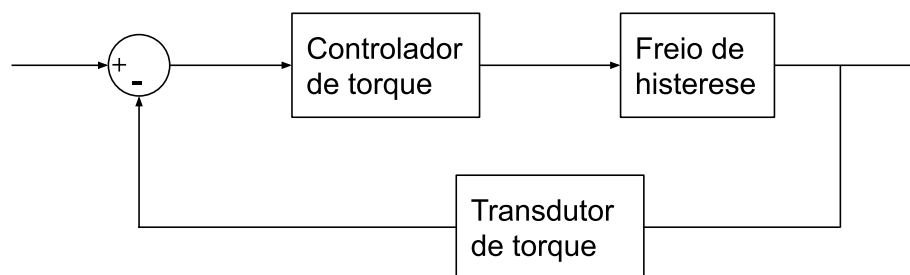 Controlador
de torque
Freio de
histerese
+
-
Transdutor
de torque